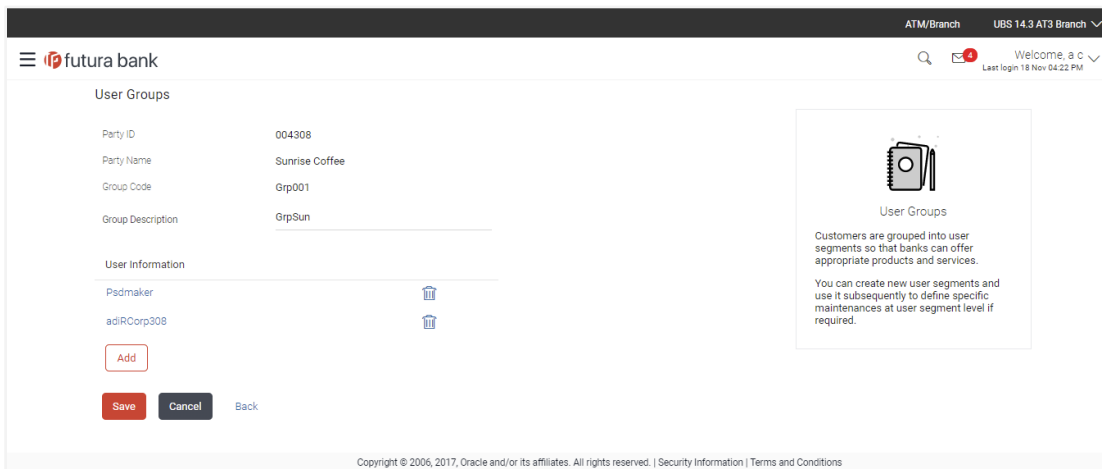 ATM/Branch UBS 14.3 AT3 Branch
futura bank 4 Welcome, a c
Last login 18 Nov 04:22 PM
User Groups
Party ID 004308
Party Name Sunrise Coffee
Group Code Grp001
Group Description GrpSun
User Information
Psdmaker
adiRCorp308
Add
Save Cancel Back
User Groups
Customers are grouped into user
segments so that banks can offer
appropriate products and services.
You can create new user segments and
use it subsequently to define specific
maintenances at user segment level if
required.
Copyright © 2006, 2017, Oracle and/or its affiliates. All rights reserved. | Security Information | Terms and Conditions